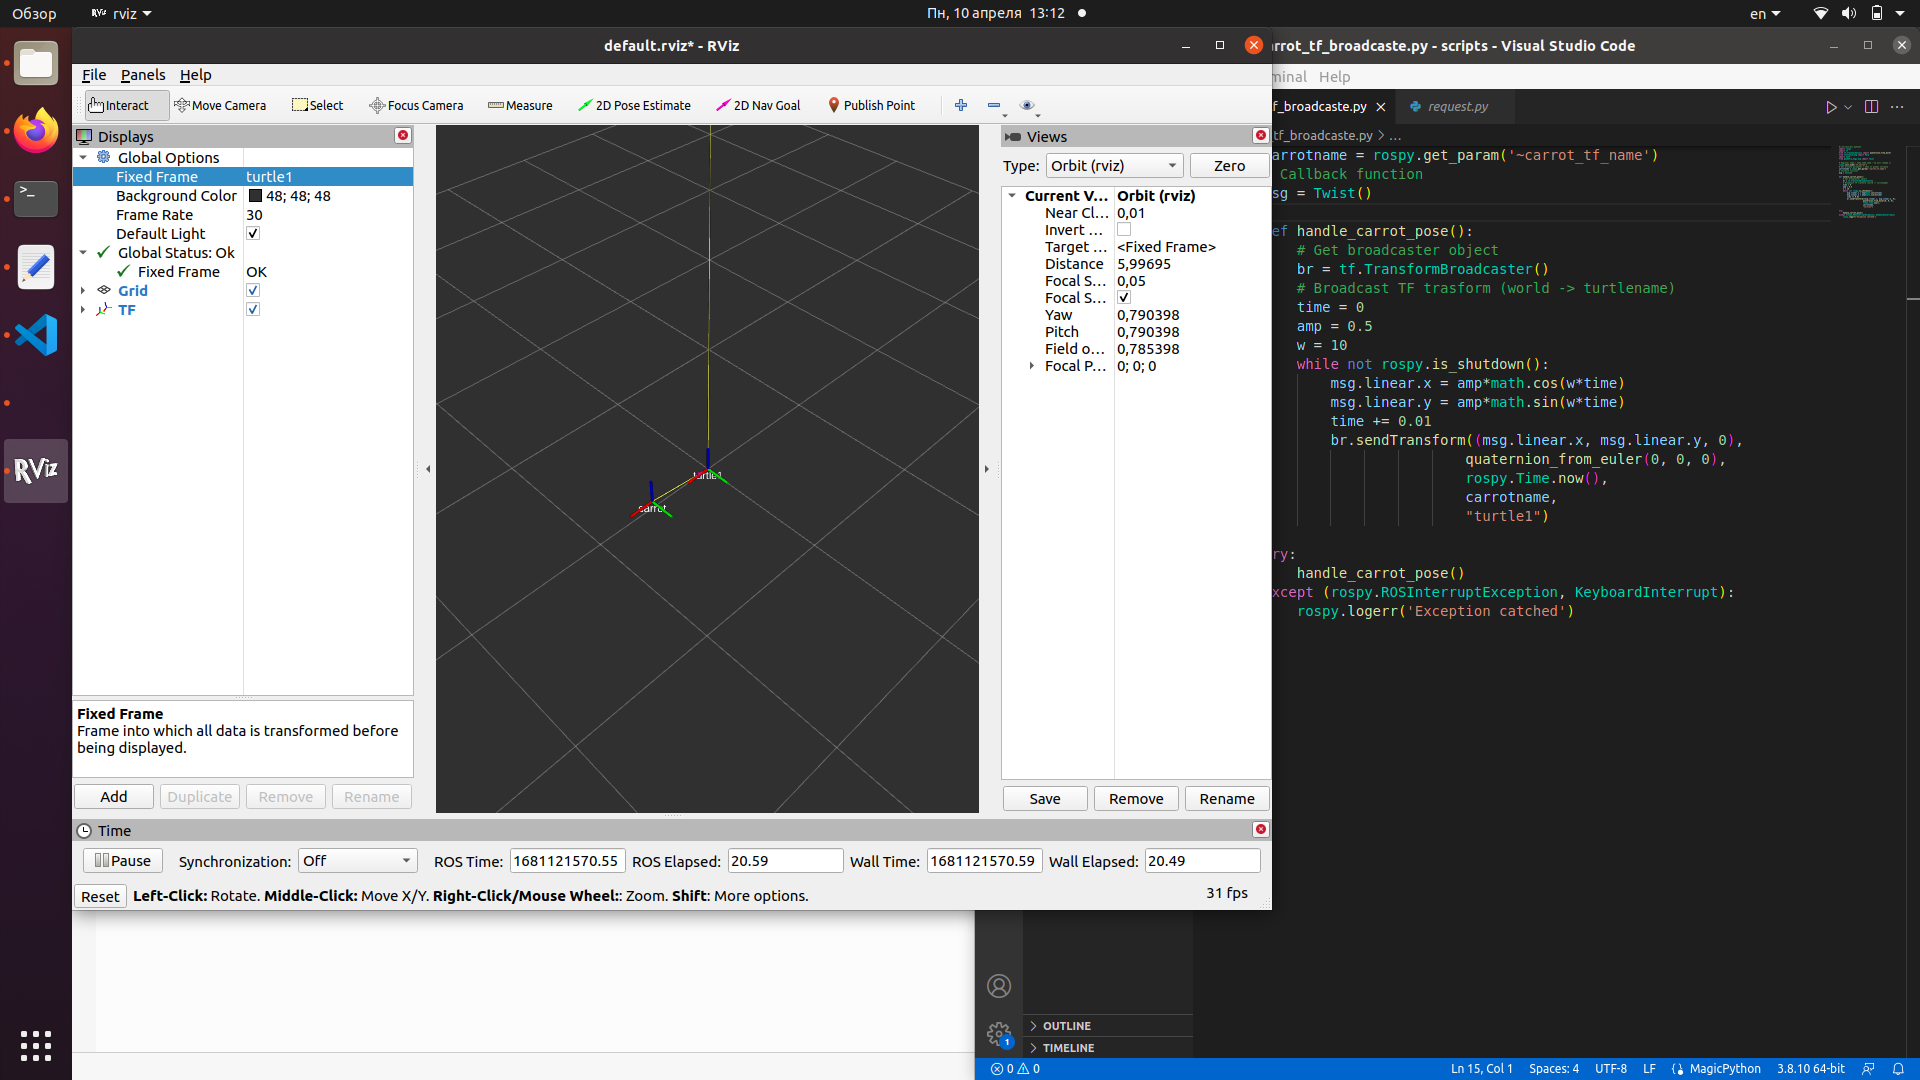 Обзор
rviz
Пн, 10 апреля 13:12
en
default.rviz* - RViz
File Panels Help
Interact
Move Camera
Select
Focus Camera
Measure
2D Pose Estimate
2D Nav Goal
Publish Point
Displays
Global Options
Fixed Frame turtle1
Background Color 48; 48; 48
Frame Rate 30
Default Light
Global Status: Ok
Fixed Frame OK
Grid
TF
Fixed Frame
Frame into which all data is transformed before
being displayed.
Add Duplicate Remove Rename
turtle1
carrot
Views
Type: Orbit (rviz) Zero
Current V... Orbit (rviz)
Near Cl... 0,01
Invert ...
Target ... <Fixed Frame>
Distance 5,99695
Focal S... 0,05
Focal S...
Yaw 0,790398
Pitch 0,790398
Field o... 0,785398
Focal P... 0; 0; 0
Save Remove Rename
Time
Pause Synchronization: Off ROS Time: 1681121570.55 ROS Elapsed: 20.59 Wall Time: 1681121570.59 Wall Elapsed: 20.49
Reset Left-Click: Rotate. Middle-Click: Move X/Y. Right-Click/Mouse Wheel:: Zoom. Shift: More options. 31 fps
RViz
arrot_tf_broadcaste.py - scripts - Visual Studio Code
minal Help
f_broadcaste.py
request.py
tf_broadcaste.py > ...
arrotname = rospy.get_param('~carrot_tf_name')
Callback function
sg = Twist()
ef handle_carrot_pose():
# Get broadcaster object
br = tf.TransformBroadcaster()
# Broadcast TF trasform (world -> turtlename)
time = 0
amp = 0.5
w = 10
while not rospy.is_shutdown():
msg.linear.x = amp*math.cos(w*time)
msg.linear.y = amp*math.sin(w*time)
time += 0.01
br.sendTransform((msg.linear.x, msg.linear.y, 0),
quaternion_from_euler(0, 0, 0),
rospy.Time.now(),
carrotname,
"turtle1")
ry:
handle_carrot_pose()
xcept (rospy.ROSInterruptException, KeyboardInterrupt):
rospy.logerr('Exception catched')
1
OUTLINE
TIMELINE
0 0
Ln 15, Col 1 Spaces: 4 UTF-8 LF MagicPython 3.8.10 64-bit